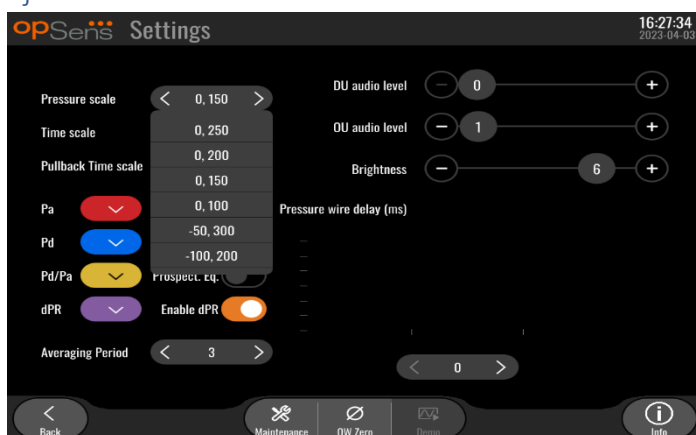 opSens Settings
16:27:34
2023-04-03
Pressure scale
0, 150
Time scale
Pullback Time scale
0, 250
0, 200
0, 150
0, 100
-50, 300
-100, 200
Pa
Pd
Pd/Pa
Prospect. Eq.
dPR
Enable dPR
Averaging Period
3
DU audio level
0
OU audio level
1
Brightness
6
Pressure wire delay (ms)
0
Back
Maintenance
OW Zero
Demo
Info